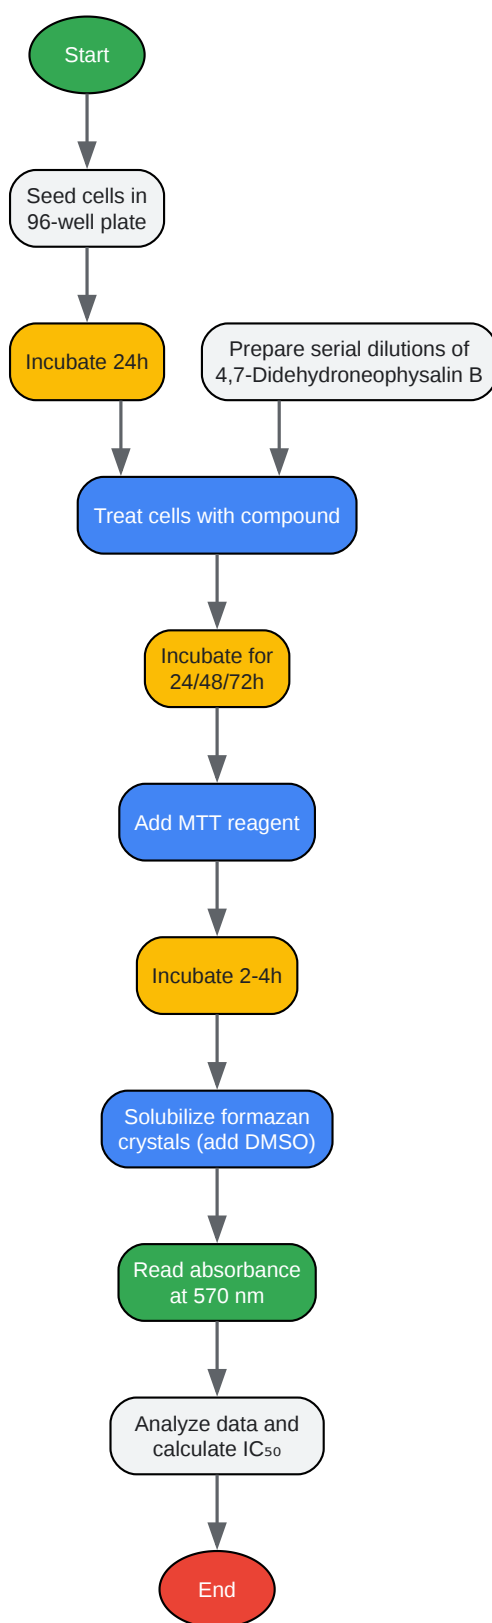 Start
Seed cells in
96-well plate
Incubate 24h
Prepare serial dilutions of
4,7-Didehydroneophysalin B
Treat cells with compound
Incubate for
24/48/72h
Add MTT reagent
Incubate 2-4h
Solubilize formazan
crystals (add DMSO)
Read absorbance
at 570 nm
Analyze data and
calculate IC₅₀
End